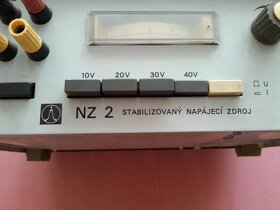 10V 20V 30V 40V
U
I
NZ 2 STABILIZOVANÝ NAPÁJECÍ ZDROJ